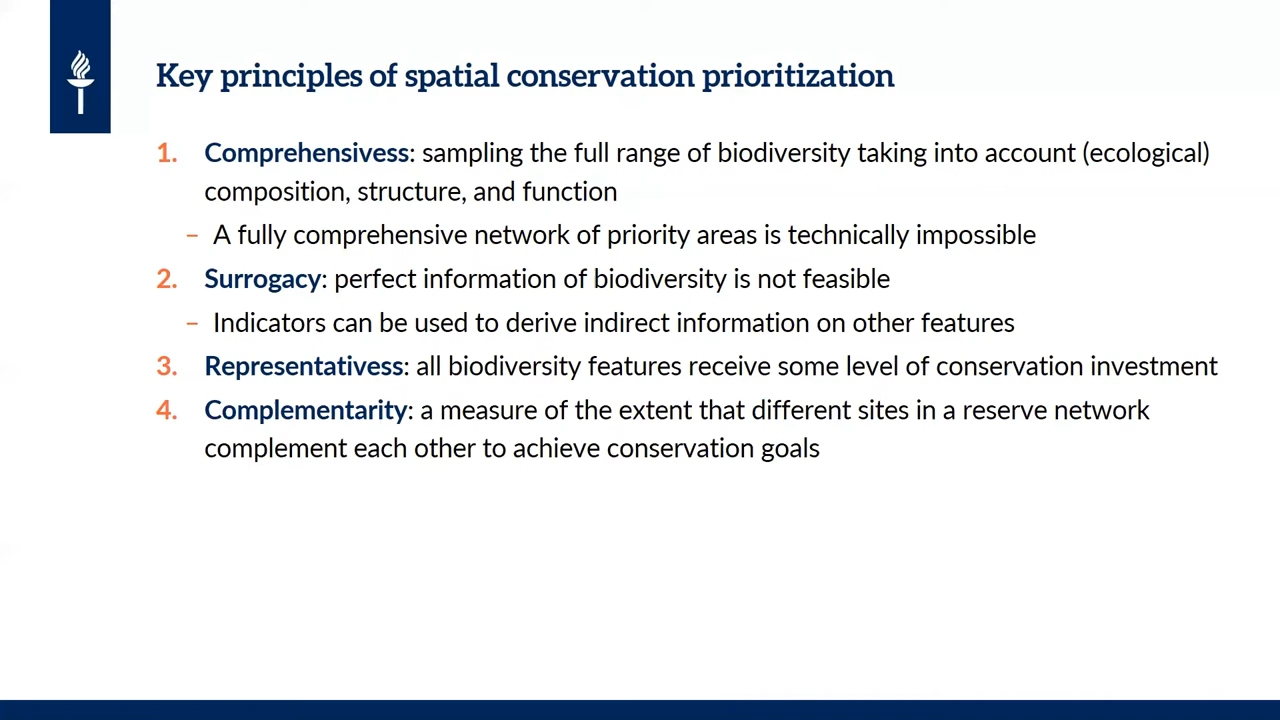 Key principles of spatial conservation prioritization
1. Comprehensivess: sampling the full range of biodiversity taking into account (ecological)
composition, structure, and function
– A fully comprehensive network of priority areas is technically impossible
2. Surrogacy: perfect information of biodiversity is not feasible
– Indicators can be used to derive indirect information on other features
3. Representativess: all biodiversity features receive some level of conservation investment
4. Complementarity: a measure of the extent that different sites in a reserve network
complement each other to achieve conservation goals